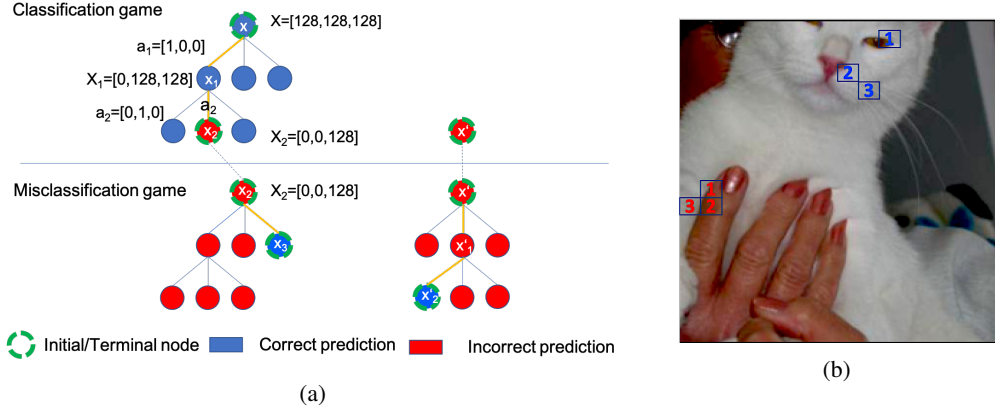 Classification game
X
X=[128,128,128]
a₁=[1,0,0]
X₁=[0,128,128]
X₁
a₂=[0,1,0]
a₂
X₂
X₂=[0,0,128]
X'
Misclassification game
X₂
X₂=[0,0,128]
X'
X₃
X'₁
X'₂
Initial/Terminal node
Correct prediction
Incorrect prediction
(a)
1
2
3
1
3 2
(b)